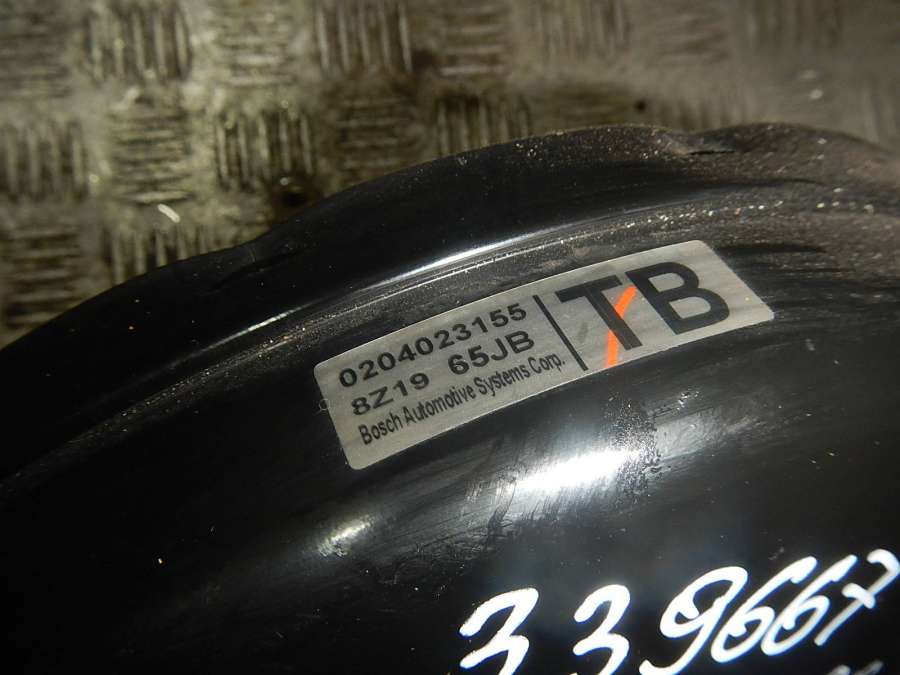 0204023155
8Z19 65JB
Bosch Automotive Systems Corp.
TB
339667